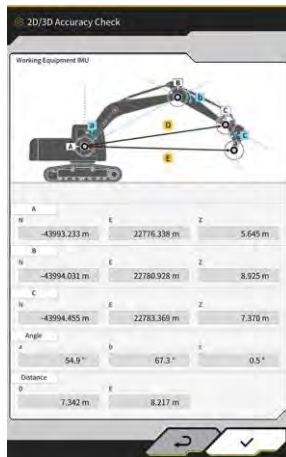 2D/3D Accuracy Check
Working Equipment IMU
B
b
C
a
D
c
A
E
A
N E Z
-43993.233 m 22776.338 m 5.645 m
B
N E Z
-43994.031 m 22780.928 m 8.925 m
C
N E Z
-43994.455 m 22783.369 m 7.370 m
Angle
a b c
54.9 ° 67.3 ° 0.5 °
Distance
D E
7.342 m 8.217 m